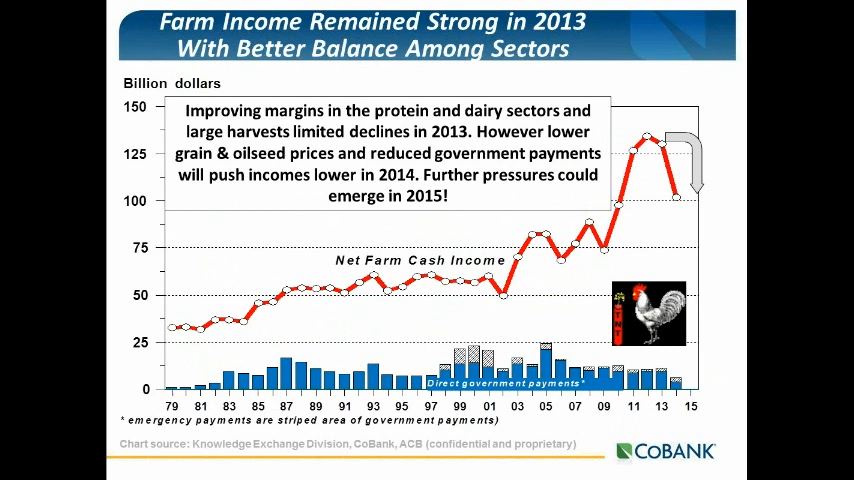 Farm Income Remained Strong in 2013
With Better Balance Among Sectors
Billion dollars
150
125
100
75
50
25
0
Improving margins in the protein and dairy sectors and
large harvests limited declines in 2013. However lower
grain & oilseed prices and reduced government payments
will push incomes lower in 2014. Further pressures could
emerge in 2015!
Net Farm Cash Income
TNT
Direct government payments*
79 81 83 85 87 89 91 93 95 97 99 01 03 05 07 09 11 13 15
* emergency payments are striped area of government payments)
Chart source: Knowledge Exchange Division, CoBank, ACB (confidential and proprietary)
COBANK